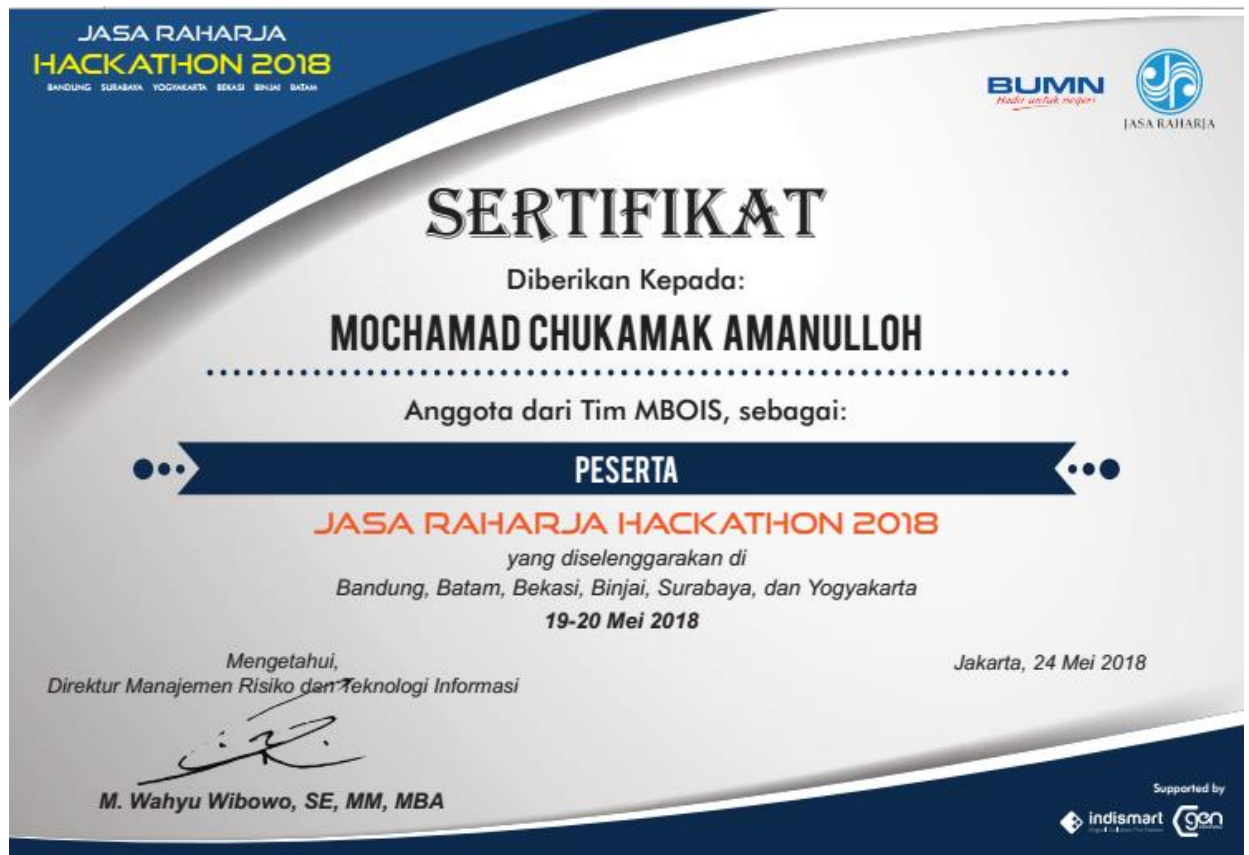 JASA RAHARJA
HACKATHON 2018
BANDUNG SURABAYA YOGYAKARTA BEKASI BINJAI BATAM
BUMN
Hadir untuk negeri
JASA RAHARJA
SERTIFIKAT
Diberikan Kepada:
MOCHAMAD CHUKAMAK AMANULLOH
Anggota dari Tim MBOIS, sebagai:
PESERTA
JASA RAHARJA HACKATHON 2018
yang diselenggarakan di
Bandung, Batam, Bekasi, Binjai, Surabaya, dan Yogyakarta
19-20 Mei 2018
Mengetahui,
Direktur Manajemen Risiko dan Teknologi Informasi
Jakarta, 24 Mei 2018
M. Wahyu Wibowo, SE, MM, MBA
Supported by
indismart
gen